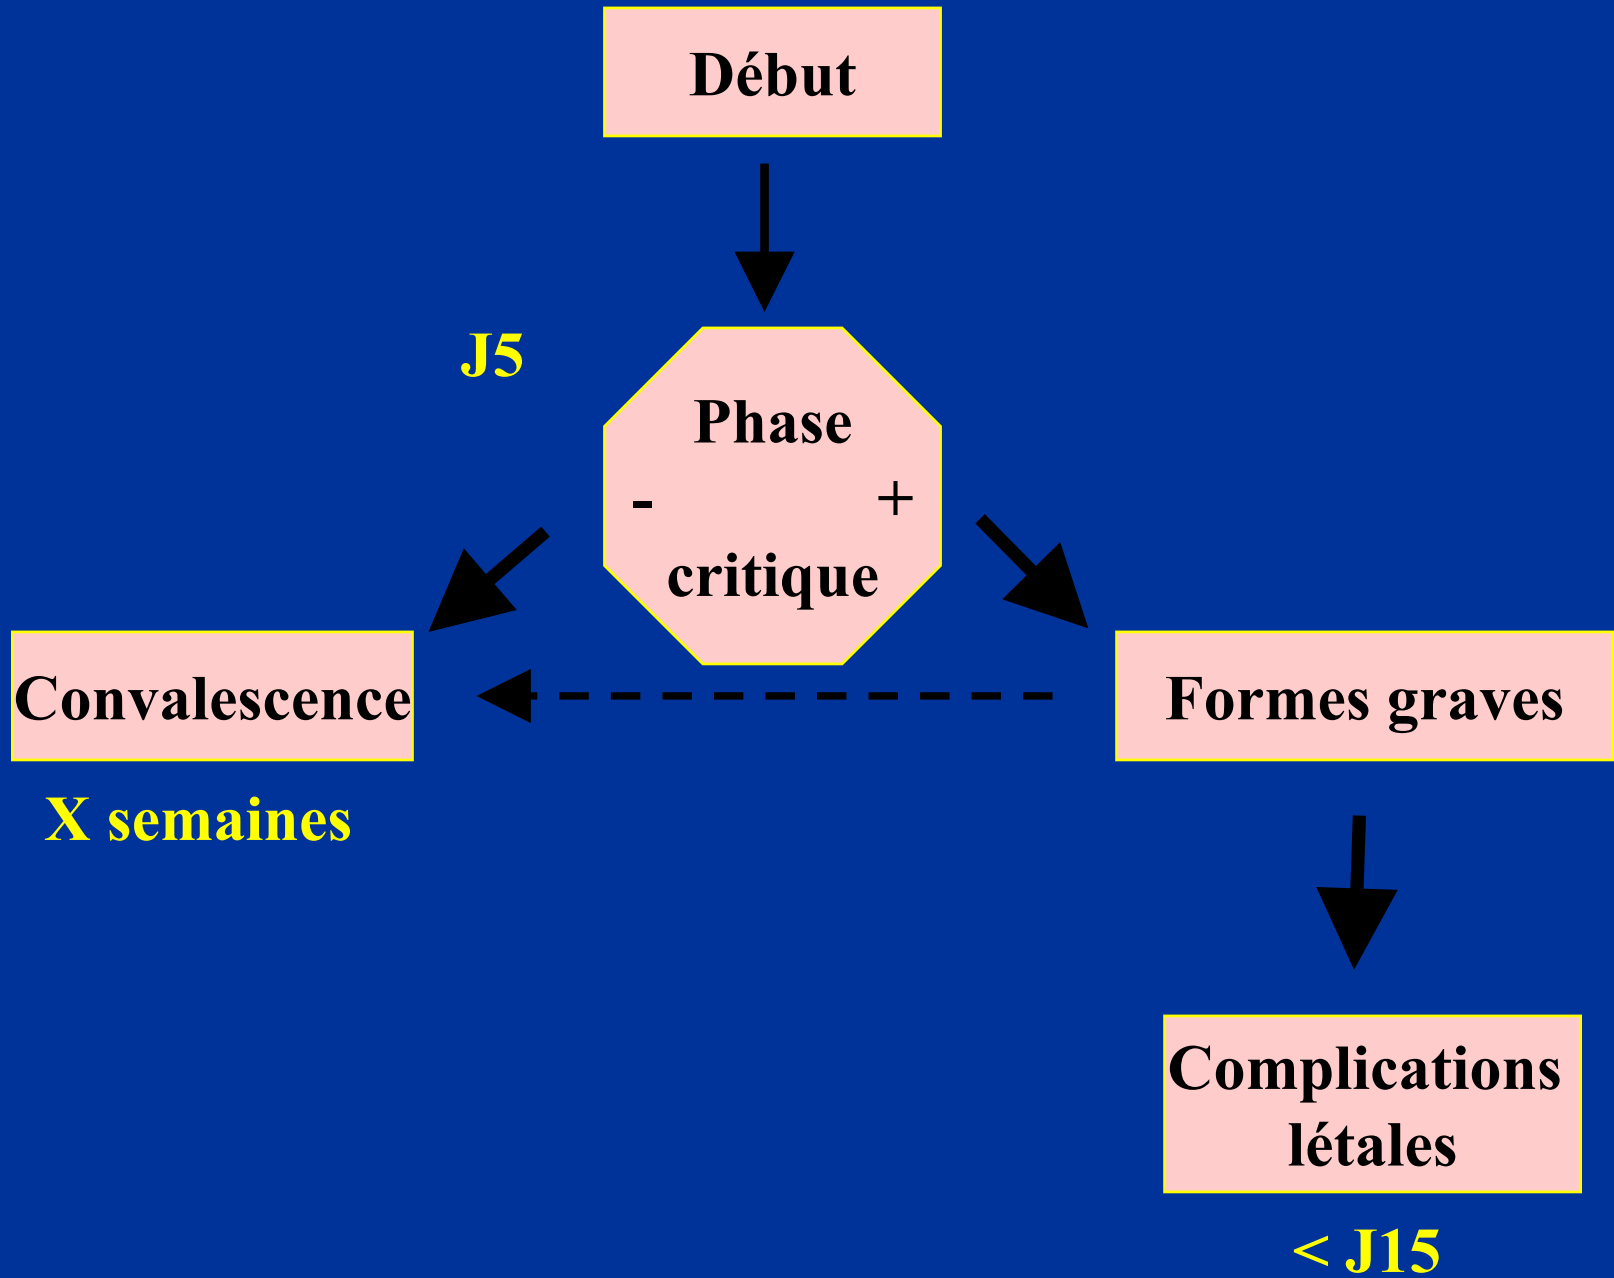 Début
J5
Phase
- +
critique
Convalescence
Formes graves
X semaines
Complications
létales
< J15